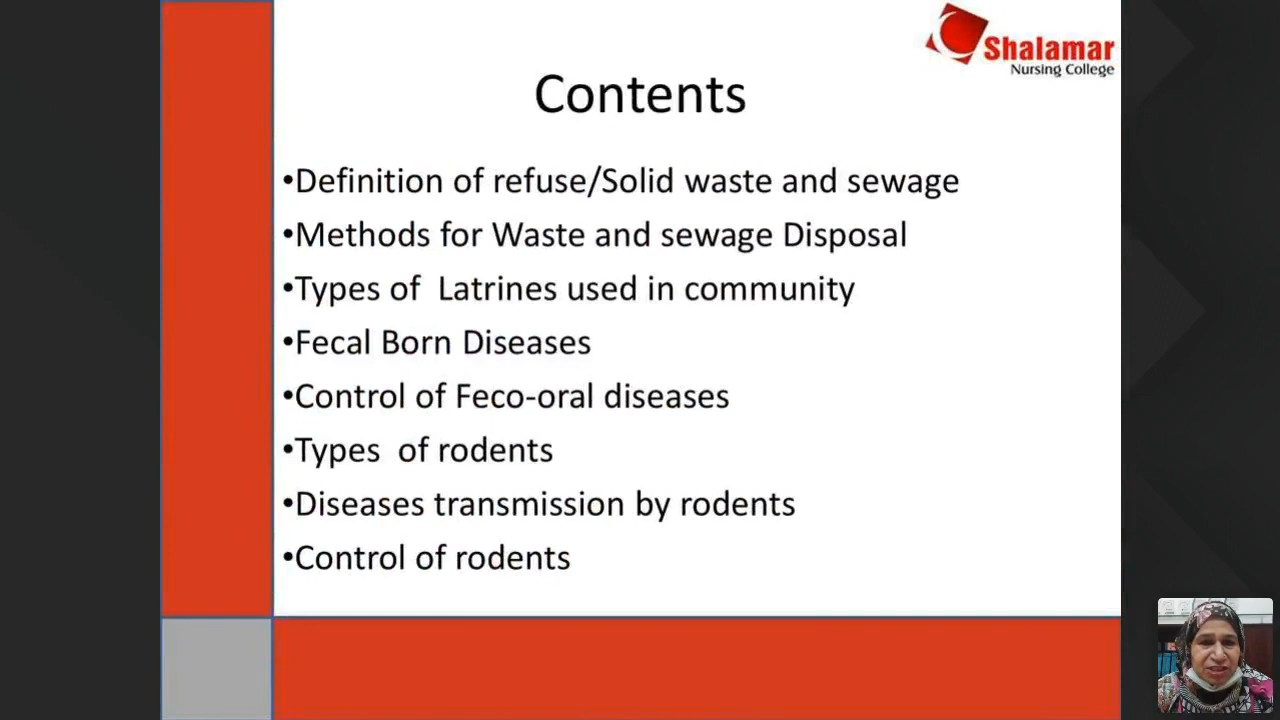 Shalamar
Nursing College
Contents
•Definition of refuse/Solid waste and sewage
•Methods for Waste and sewage Disposal
•Types of  Latrines used in community
•Fecal Born Diseases
•Control of Feco-oral diseases
•Types  of rodents
•Diseases transmission by rodents
•Control of rodents